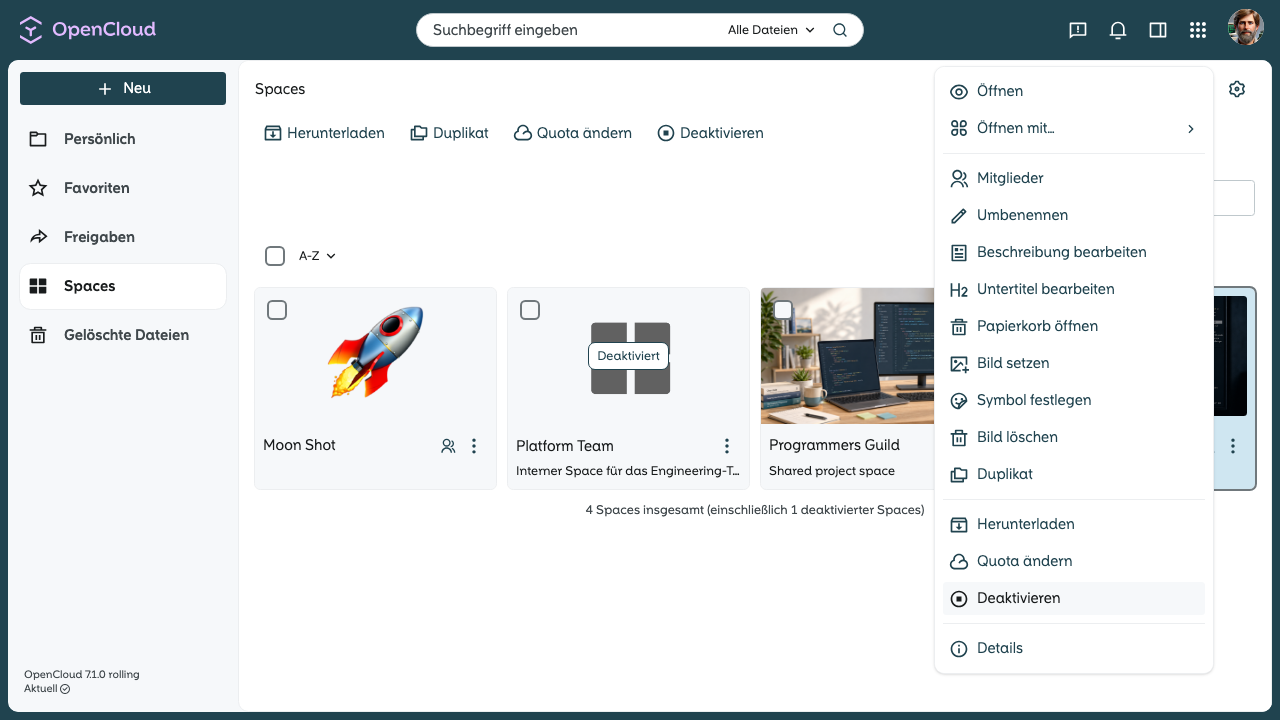 OpenCloud
Suchbegriff eingeben
Alle Dateien
Neu
Persönlich
Favoriten
Freigaben
Spaces
Gelöschte Dateien
OpenCloud 7.1.0 rolling
Aktuell
Spaces
Herunterladen
Duplikat
Quota ändern
Deaktivieren
A-Z
Moon Shot
Deaktiviert
Platform Team
Interner Space für das Engineering-T...
Programmers Guild
Shared project space
4 Spaces insgesamt (einschließlich 1 deaktivierter Spaces)
Öffnen
Öffnen mit...
Mitglieder
Umbenennen
Beschreibung bearbeiten
Untertitel bearbeiten
Papierkorb öffnen
Bild setzen
Symbol festlegen
Bild löschen
Duplikat
Herunterladen
Quota ändern
Deaktivieren
Details